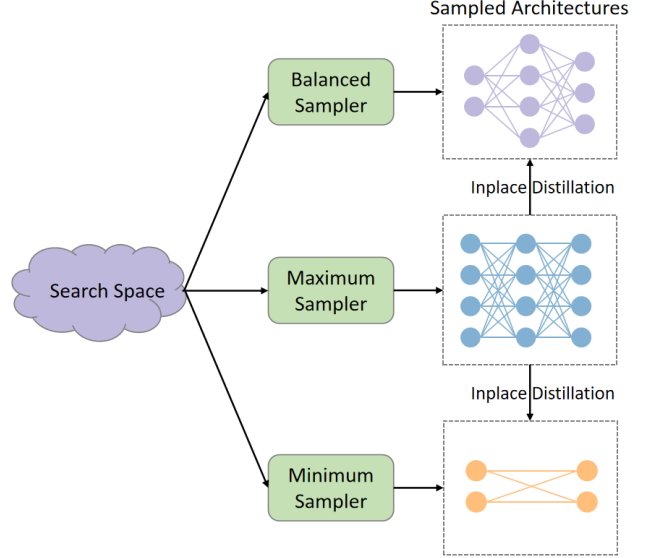 Sampled Architectures
Balanced
Sampler
Inplace Distillation
Search Space
Maximum
Sampler
Inplace Distillation
Minimum
Sampler